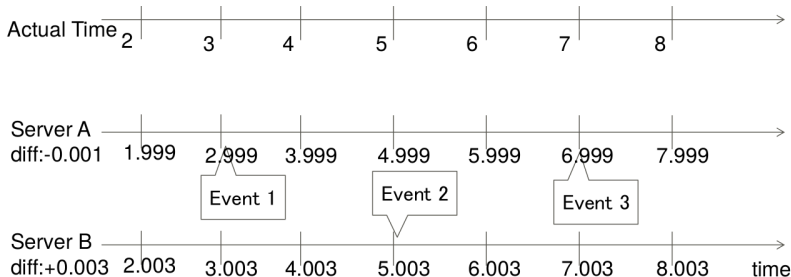 Actual Time
2 3 4 5 6 7 8
Server A
diff:-0.001 1.999 2.999 3.999 4.999 5.999 6.999 7.999
Event 1
Event 2
Event 3
Server B
diff:+0.003 2.003 3.003 4.003 5.003 6.003 7.003 8.003 time